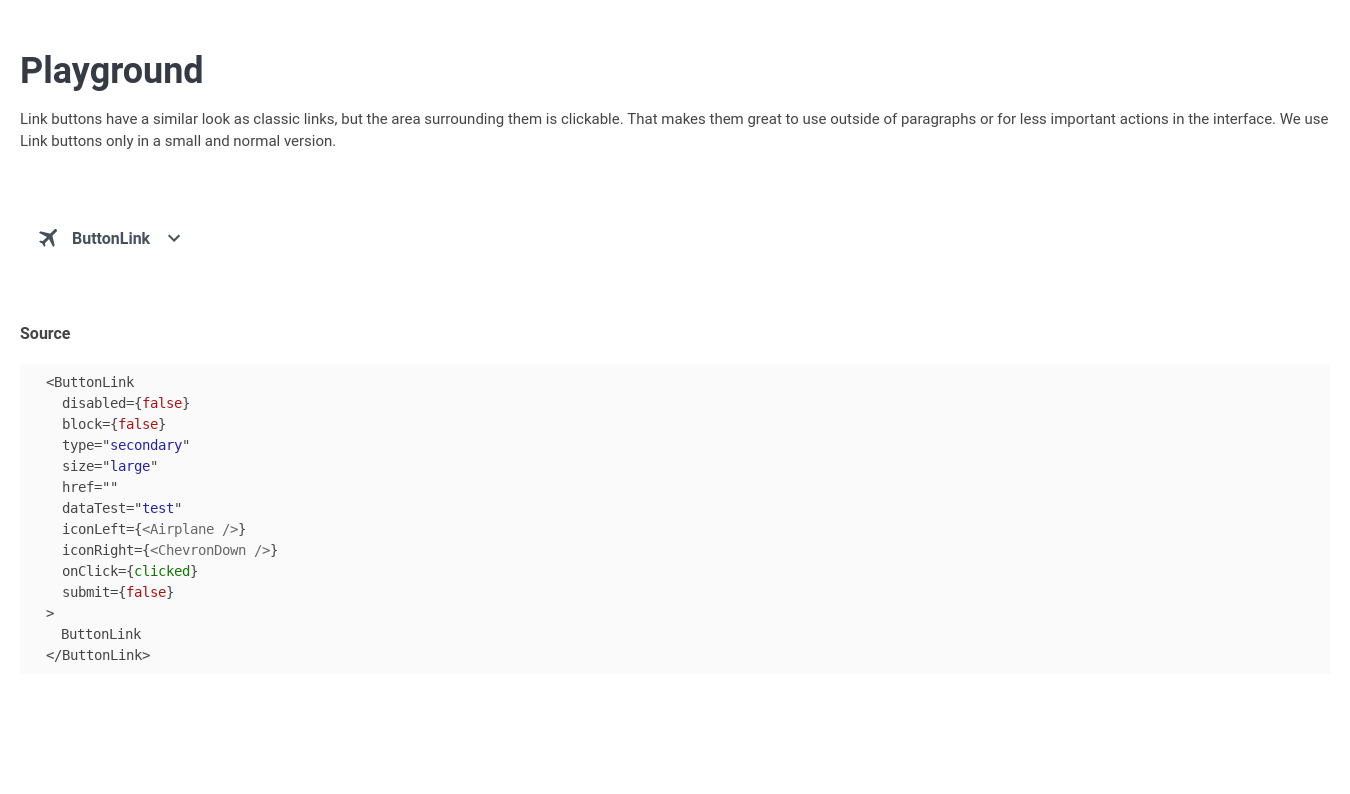 Playground
Link buttons have a similar look as classic links, but the area surrounding them is clickable. That makes them great to use outside of paragraphs or for less important actions in the interface. We use
Link buttons only in a small and normal version.
ButtonLink
Source
<ButtonLink
  disabled={false}
  block={false}
  type="secondary"
  size="large"
  href=""
  dataTest="test"
  iconLeft={<Airplane />}
  iconRight={<ChevronDown />}
  onClick={clicked}
  submit={false}
>
  ButtonLink
</ButtonLink>